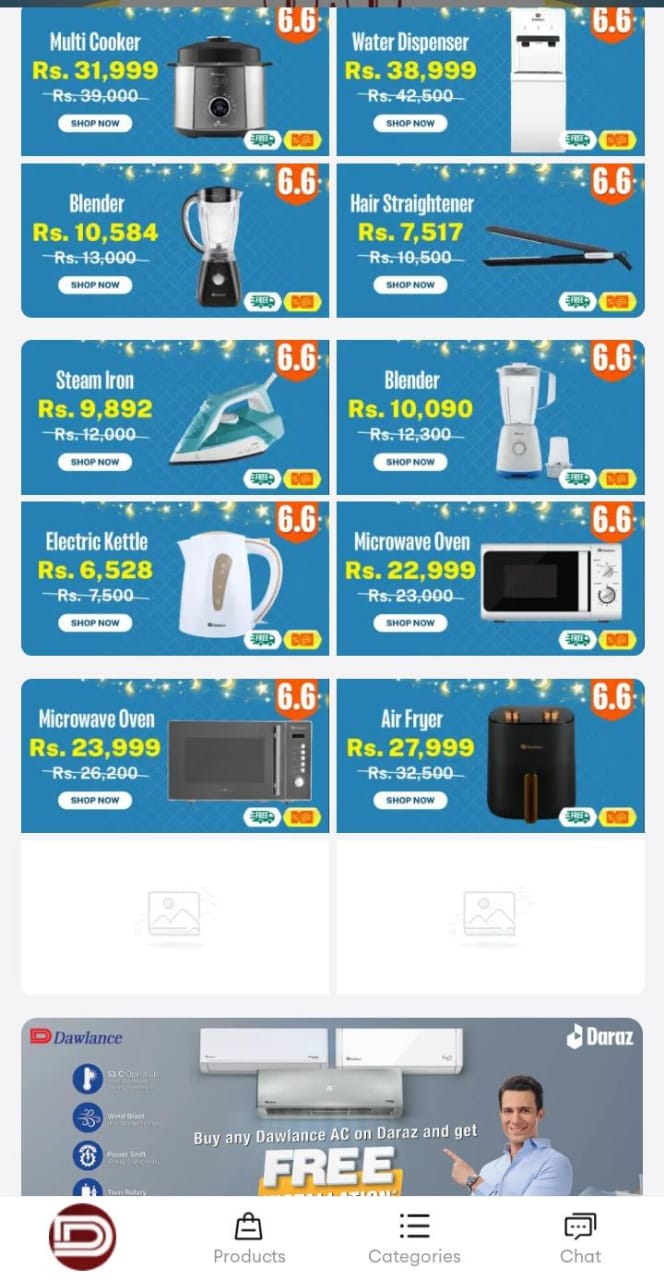 6.6
Multi Cooker
Rs. 31,999
Rs. 39,000
SHOP NOW
FREE
6.6
Water Dispenser
Rs. 38,999
Rs. 42,500
SHOP NOW
FREE
6.6
Blender
Rs. 10,584
Rs. 13,000
SHOP NOW
FREE
6.6
Hair Straightener
Rs. 7,517
Rs. 10,500
SHOP NOW
FREE
6.6
Steam Iron
Rs. 9,892
Rs. 12,000
SHOP NOW
FREE
6.6
Blender
Rs. 10,090
Rs. 12,300
SHOP NOW
FREE
6.6
Electric Kettle
Rs. 6,528
Rs. 7,500
SHOP NOW
FREE
6.6
Microwave Oven
Rs. 22,999
Rs. 23,000
SHOP NOW
FREE
6.6
Microwave Oven
Rs. 23,999
Rs. 26,200
SHOP NOW
FREE
6.6
Air Fryer
Rs. 27,999
Rs. 32,500
SHOP NOW
FREE
Dawlance
Daraz
53 C Operation
Wind Blast
Power Shift
Twin Rotary
Buy any Dawlance AC on Daraz and get
FREE
INSTALLATION*
Products
Categories
Chat